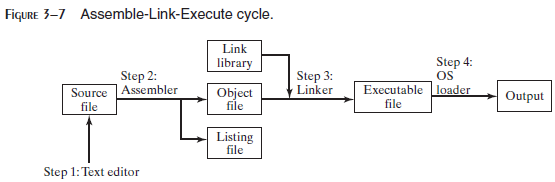 FIGURE 3–7 Assemble-Link-Execute cycle.
Link
library
Step 2:
Assembler
Step 3:
Linker
Step 4:
OS
loader
Source
file
Object
file
Executable
file
Output
Listing
file
Step 1: Text editor